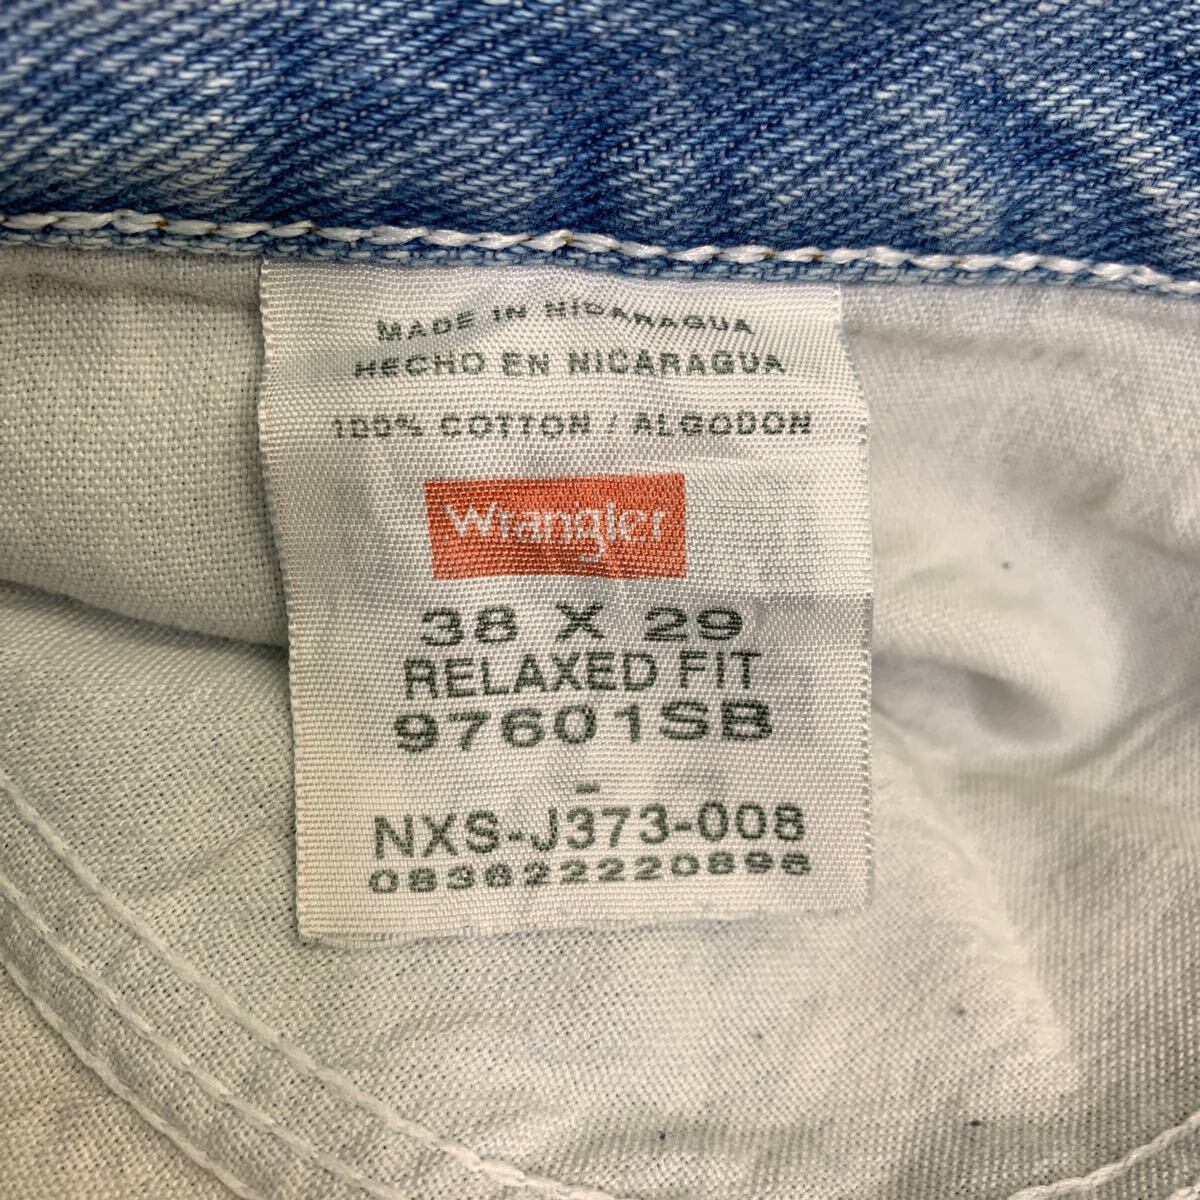 MADE IN NICARAGUA
HECHO EN NICARAGUA
100% COTTON / ALGODON
Wrangler
38 X 29
RELAXED FIT
97601SB
-
NXS-J373-008
083622220896